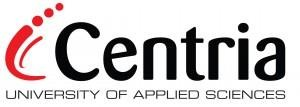 Centria
UNIVERSITY OF APPLIED SCIENCES